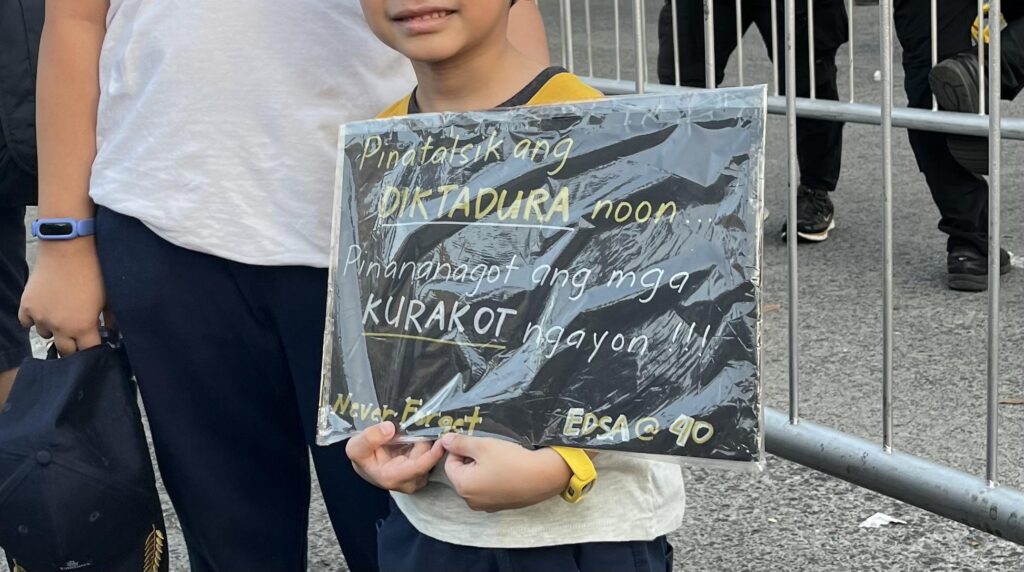 Pinatalsik ang
DIKTADURA noon...
Pinananagot ang mga
KURAKOT ngayon !!!
Never Forget
EDSA@40